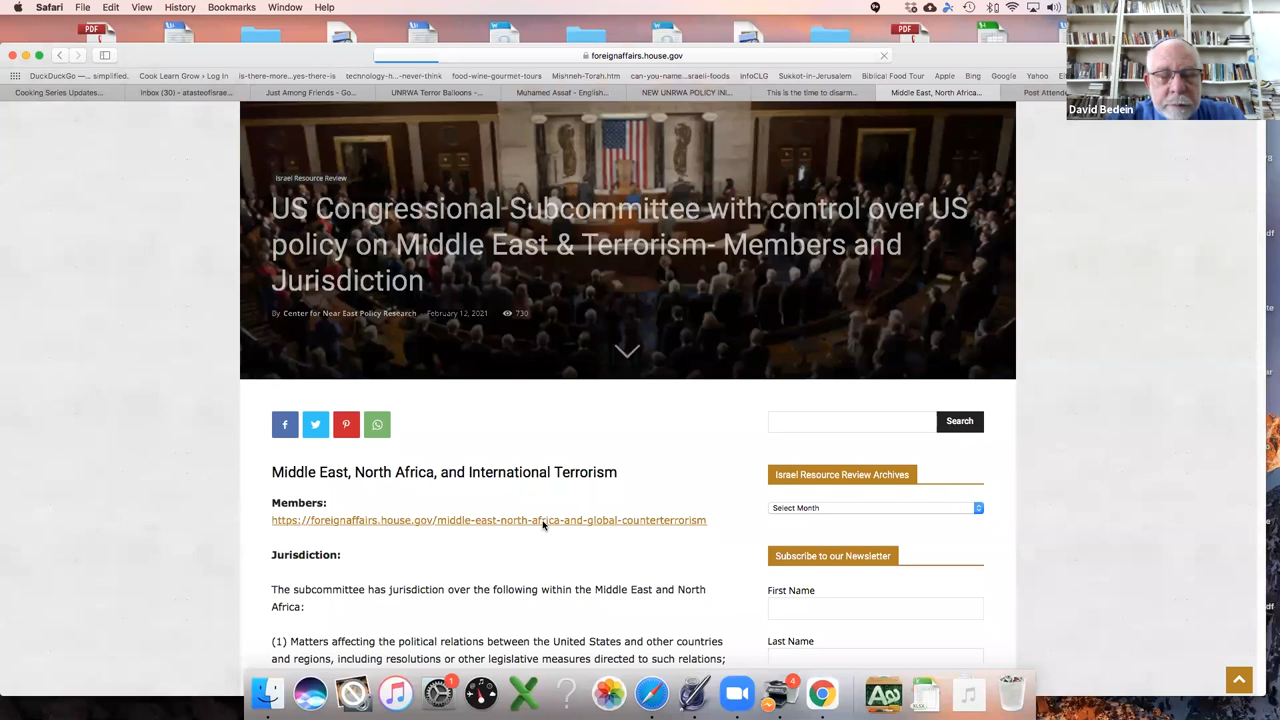 Safari File Edit View History Bookmarks Window Help
foreignaffairs.house.gov
DuckDuckGo — ... simplified. Cook Learn Grow › Log In is-there-more...yes-there-is technology-h...-never-think food-wine-gourmet-tours Mishneh-Torah.htm can-you-name...sraeli-foods InfoCLG Sukkot-in-Jerusalem Biblical Food Tour Apple Bing Google Yahoo
Cooking Series Updates... Inbox (30) - atasteofisrae... Just Among Friends - Go... UNRWA Terror Balloons -... Muhamed Assaf - English... NEW UNRWA POLICY INI... This is the time to disarm... Middle East, North Africa... Post Attende
David Bedein
Israel Resource Review
US Congressional Subcommittee with control over US
policy on Middle East & Terrorism- Members and
Jurisdiction
By Center for Near East Policy Research February 12, 2021 730
Search
Middle East, North Africa, and International Terrorism
Israel Resource Review Archives
Members:
Select Month
https://foreignaffairs.house.gov/middle-east-north-africa-and-global-counterterrorism
Jurisdiction:
Subscribe to our Newsletter
The subcommittee has jurisdiction over the following within the Middle East and North
Africa:
First Name
(1) Matters affecting the political relations between the United States and other countries
and regions, including resolutions or other legislative measures directed to such relations;
Last Name
PDF
PDF
1
4
XLSX